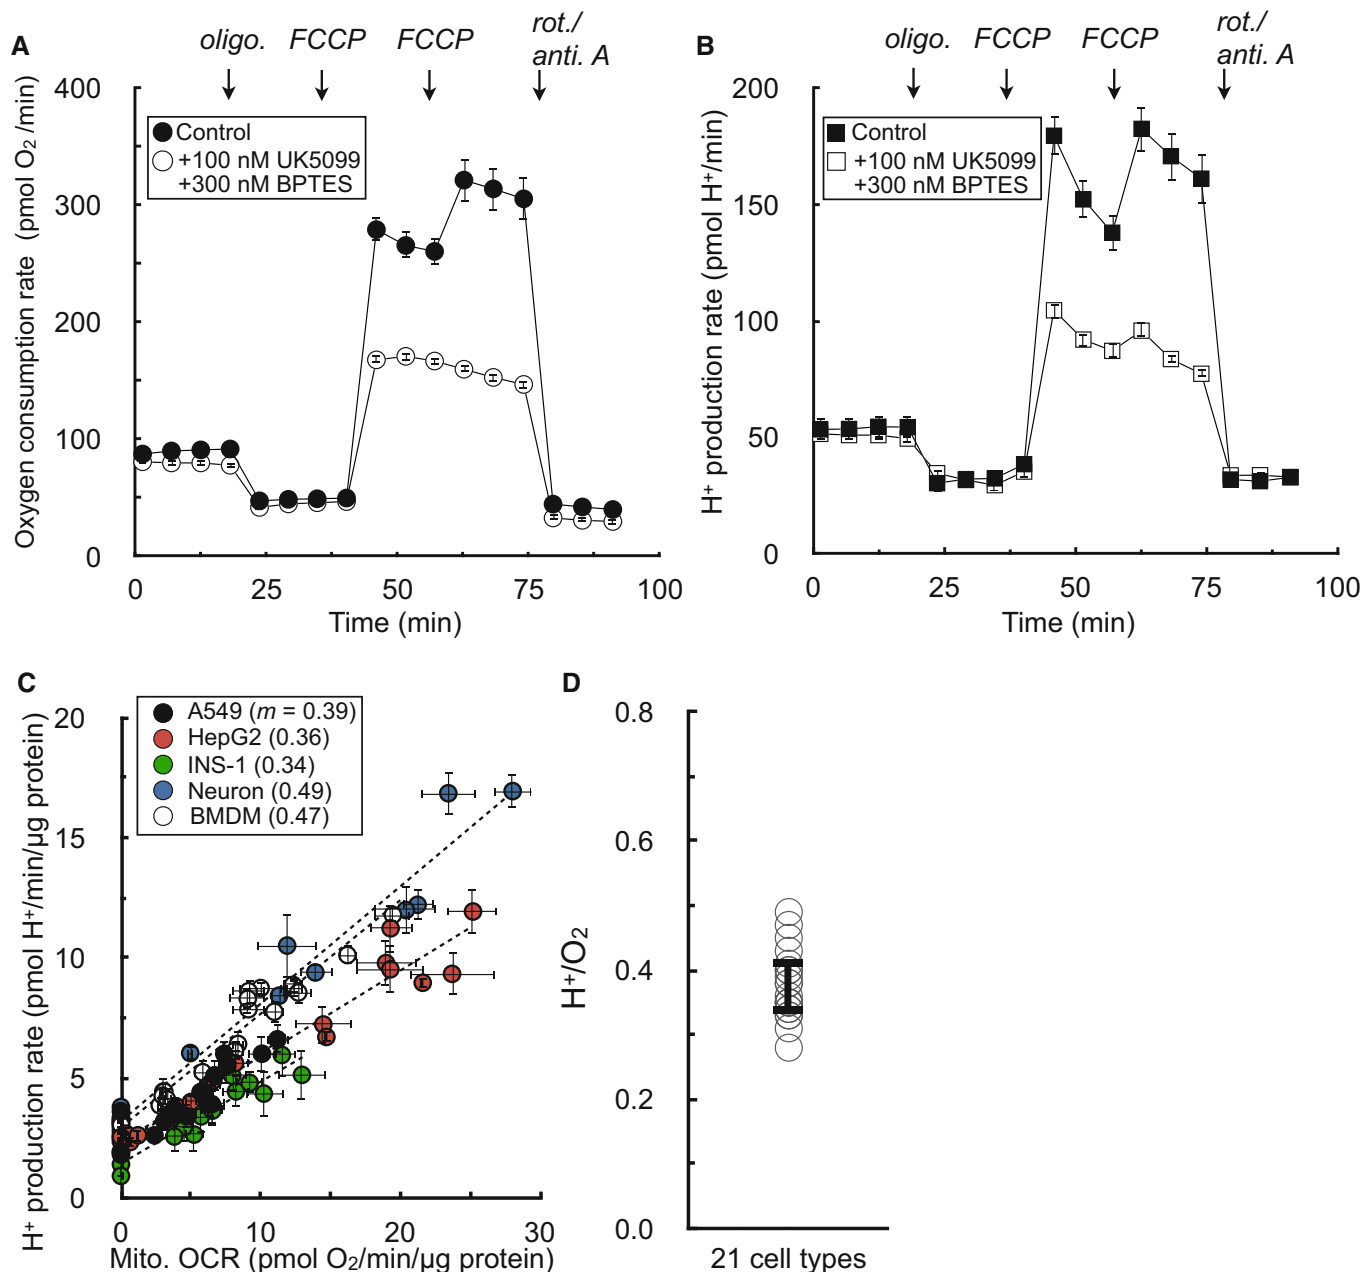 A
oligo.
FCCP
FCCP
rot./
anti. A
Oxygen consumption rate (pmol O₂/min)
400
300
200
100
0
Control
+100 nM UK5099
+300 nM BPTES
0 25 50 75 100
Time (min)
B
oligo.
FCCP
FCCP
rot./
anti. A
H⁺ production rate (pmol H⁺/min)
200
150
100
50
0
Control
+100 nM UK5099
+300 nM BPTES
0 25 50 75 100
Time (min)
C
H⁺ production rate (pmol H⁺/min/µg protein)
20
15
10
5
0
A549 (m = 0.39)
HepG2 (0.36)
INS-1 (0.34)
Neuron (0.49)
BMDM (0.47)
0 10 20 30
Mito. OCR (pmol O₂/min/µg protein)
D
H⁺/O₂
0.8
0.6
0.4
0.2
0.0
21 cell types